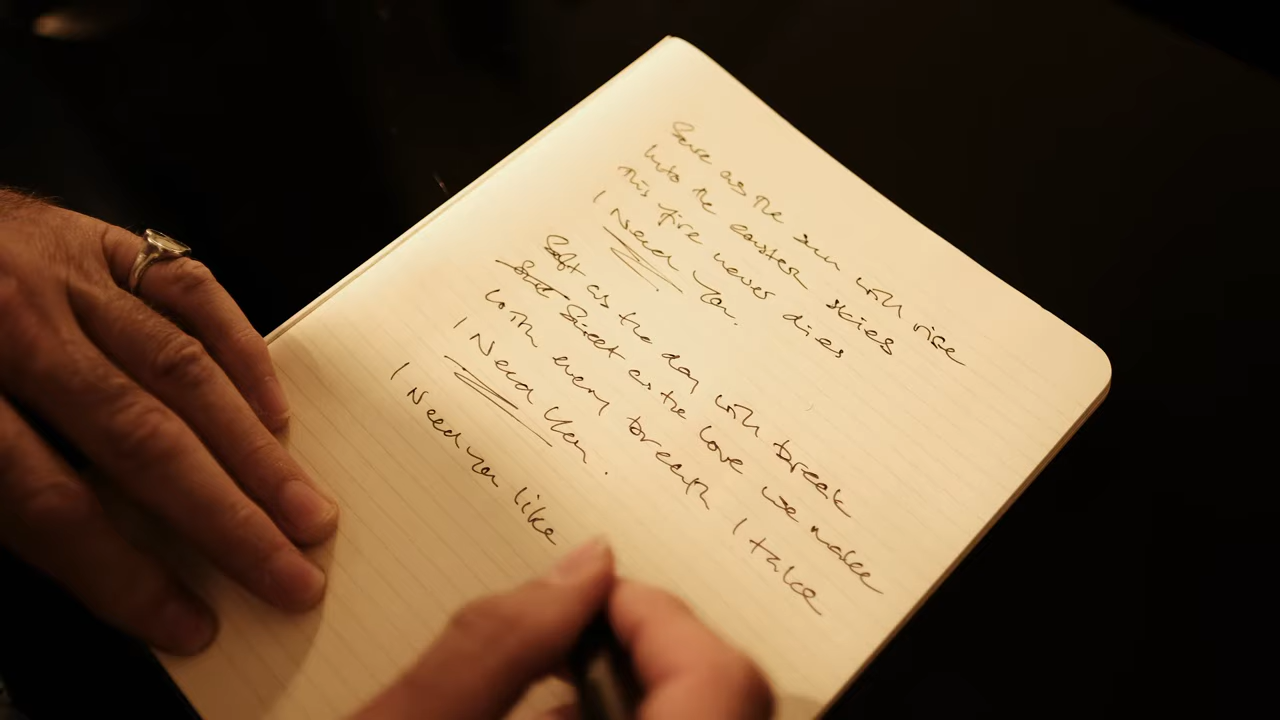 Sure as the sun will rise
Into the easter skies
This fire never dies
I Need You.
Soft as the day will break
Sweet as the love we make
With every breath I take
I Need You.
I Need You like